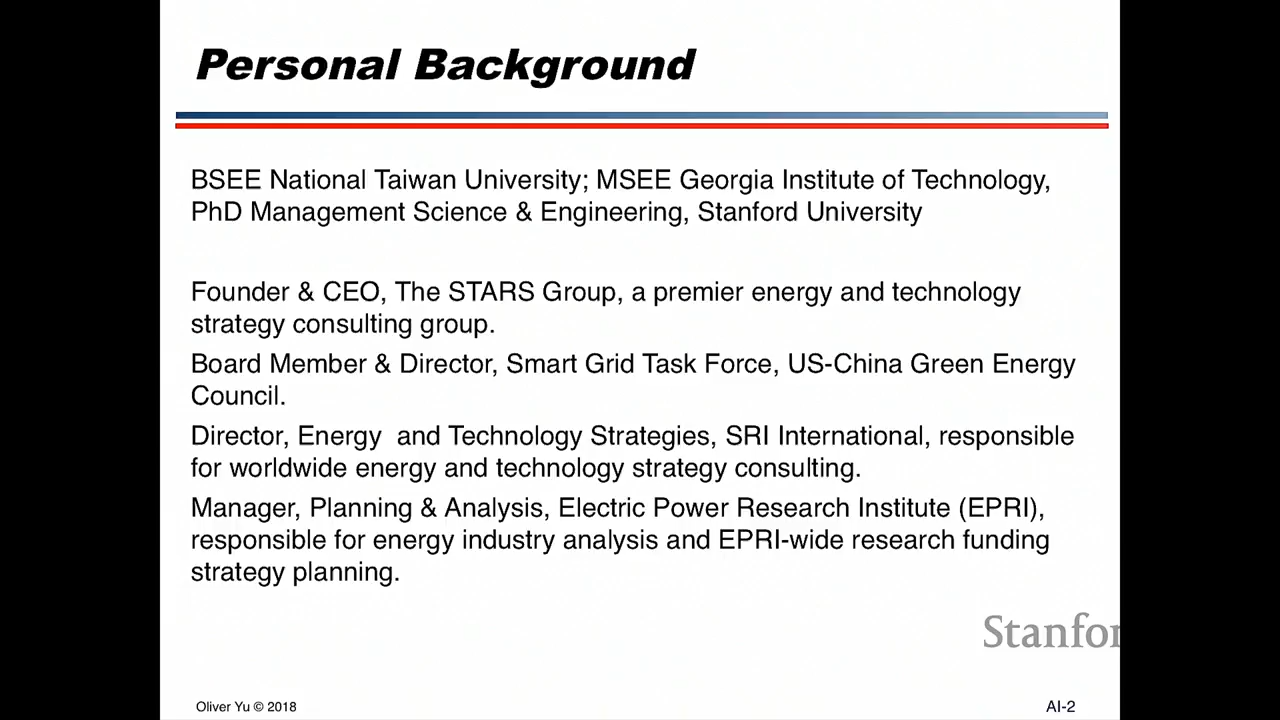 Personal Background
BSEE National Taiwan University; MSEE Georgia Institute of Technology,
PhD Management Science & Engineering, Stanford University
Founder & CEO, The STARS Group, a premier energy and technology
strategy consulting group.
Board Member & Director, Smart Grid Task Force, US-China Green Energy
Council.
Director, Energy  and Technology Strategies, SRI International, responsible
for worldwide energy and technology strategy consulting.
Manager, Planning & Analysis, Electric Power Research Institute (EPRI),
responsible for energy industry analysis and EPRI-wide research funding
strategy planning.
Stanfor
Oliver Yu © 2018
AI-2